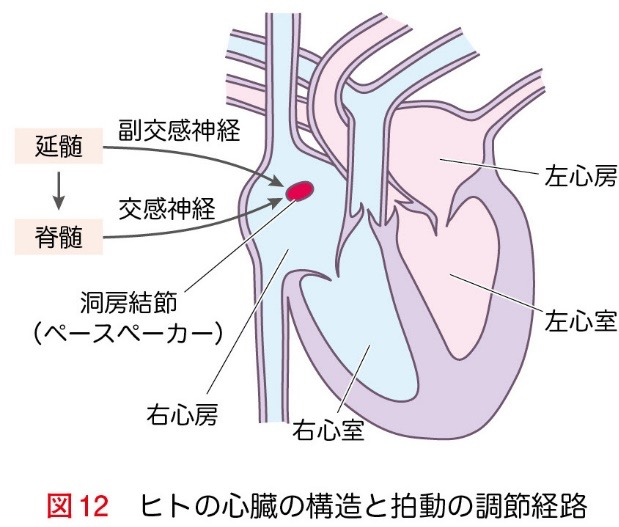 副交感神経
延髄
交感神経
脊髄
左心房
洞房結節
（ペースペーカー）
左心室
右心房
右心室
図12 ヒトの心臓の構造と拍動の調節経路